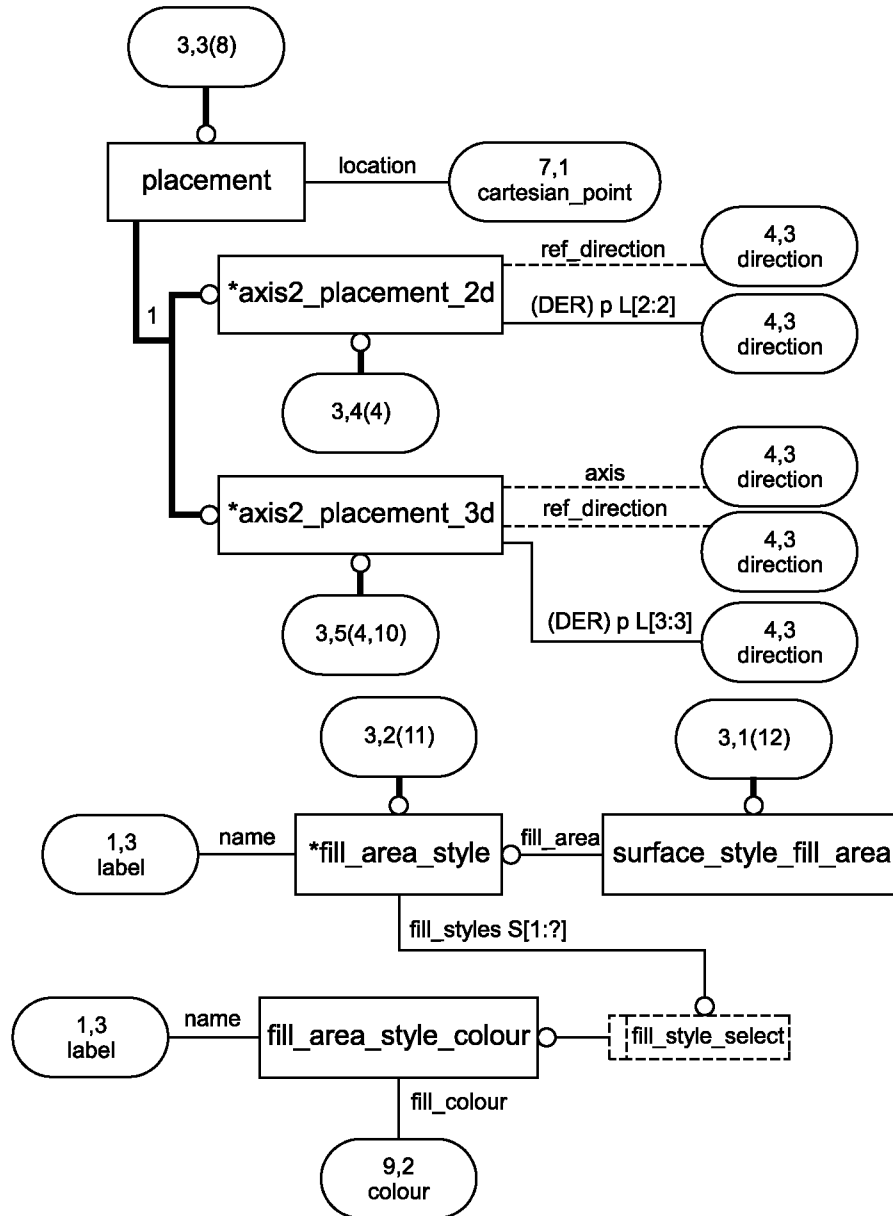 3,3(8)
placement
location
7,1
cartesian_point
1
*axis2_placement_2d
ref_direction
4,3
direction
(DER) p L[2:2]
4,3
direction
3,4(4)
*axis2_placement_3d
axis
4,3
direction
ref_direction
4,3
direction
(DER) p L[3:3]
4,3
direction
3,5(4,10)
3,2(11)
3,1(12)
1,3
label
name
*fill_area_style
fill_area
surface_style_fill_area
fill_styles S[1:?]
1,3
label
name
fill_area_style_colour
fill_style_select
fill_colour
9,2
colour